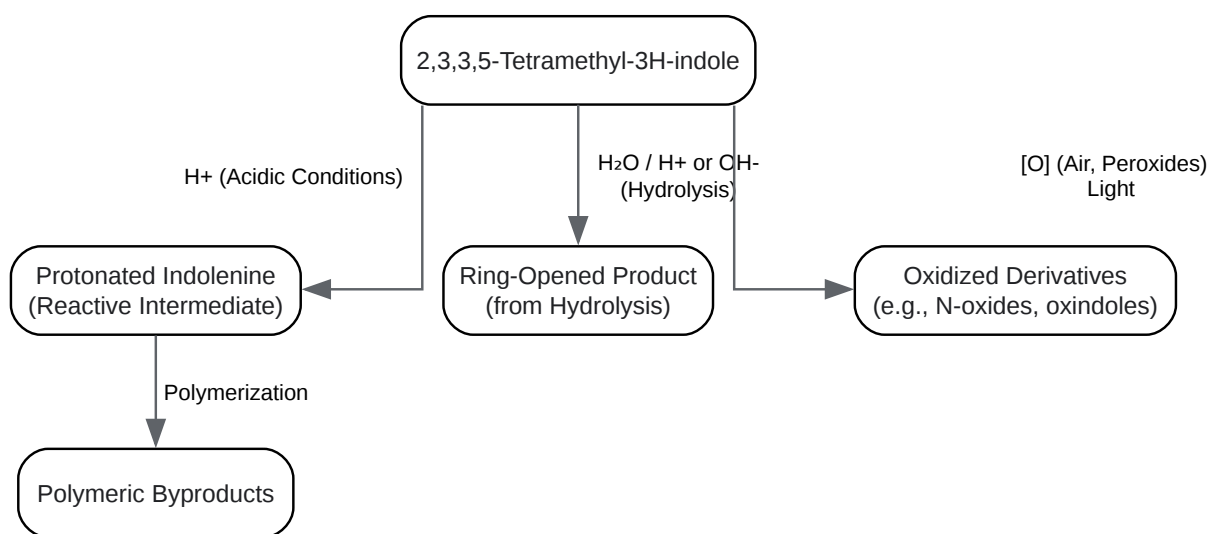 2,3,3,5-Tetramethyl-3H-indole
H+ (Acidic Conditions)
H₂O / H+ or OH-
(Hydrolysis)
[O] (Air, Peroxides)
Light
Protonated Indolenine
(Reactive Intermediate)
Ring-Opened Product
(from Hydrolysis)
Oxidized Derivatives
(e.g., N-oxides, oxindoles)
Polymerization
Polymeric Byproducts